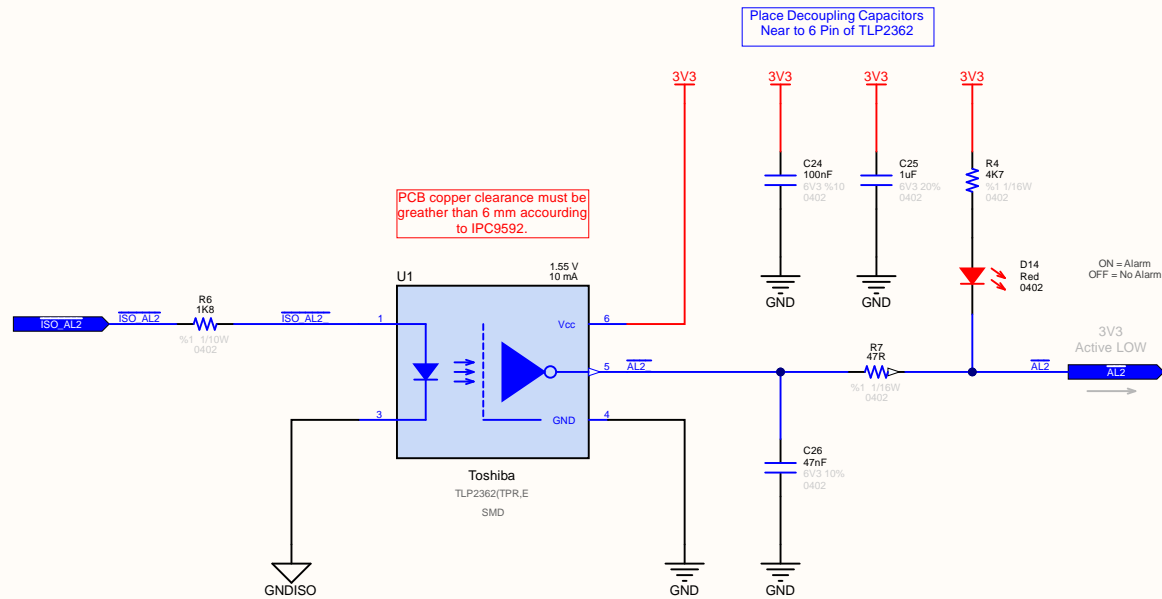 Place Decoupling Capacitors
Near to 6 Pin of TLP2362
3V3
3V3
3V3
3V3
C24
100nF
6V3 %10
0402
C25
1uF
6V3 20%
0402
R4
4K7
%1 1/16W
0402
PCB copper clearance must be
greather than 6 mm accourding
to IPC9592.
D14
Red
0402
ON = Alarm
OFF = No Alarm
U1
1.55 V
10 mA
GND
GND
ISO_AL2
ISO_AL2
R6
1K8
%1 1/10W
0402
ISO_AL2_
1
Vcc
6
3V3
Active LOW
5
AL2_
R7
47R
%1 1/16W
0402
AL2
AL2
3
GND
4
C26
47nF
6V3 10%
0402
Toshiba
TLP2362(TPR,E
SMD
GNDISO
GND
GND